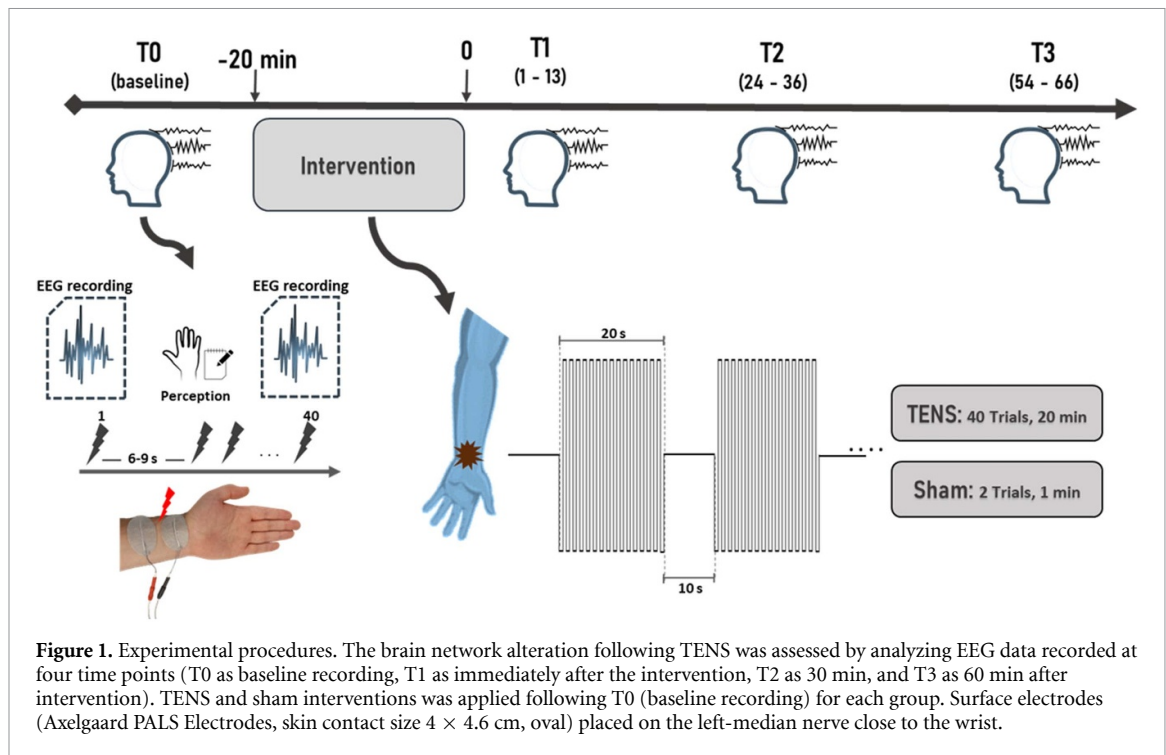 T0
(baseline)
-20 min
0
T1
(1 - 13)
T2
(24 - 36)
T3
(54 - 66)
Intervention
EEG recording
EEG recording
Perception
1
40
6-9 s
...
20 s
10 s
....
TENS: 40 Trials, 20 min
Sham: 2 Trials, 1 min
Figure 1. Experimental procedures. The brain network alteration following TENS was assessed by analyzing EEG data recorded at
four time points (T0 as baseline recording, T1 as immediately after the intervention, T2 as 30 min, and T3 as 60 min after
intervention). TENS and sham interventions was applied following T0 (baseline recording) for each group. Surface electrodes
(Axelgaard PALS Electrodes, skin contact size 4 × 4.6 cm, oval) placed on the left-median nerve close to the wrist.